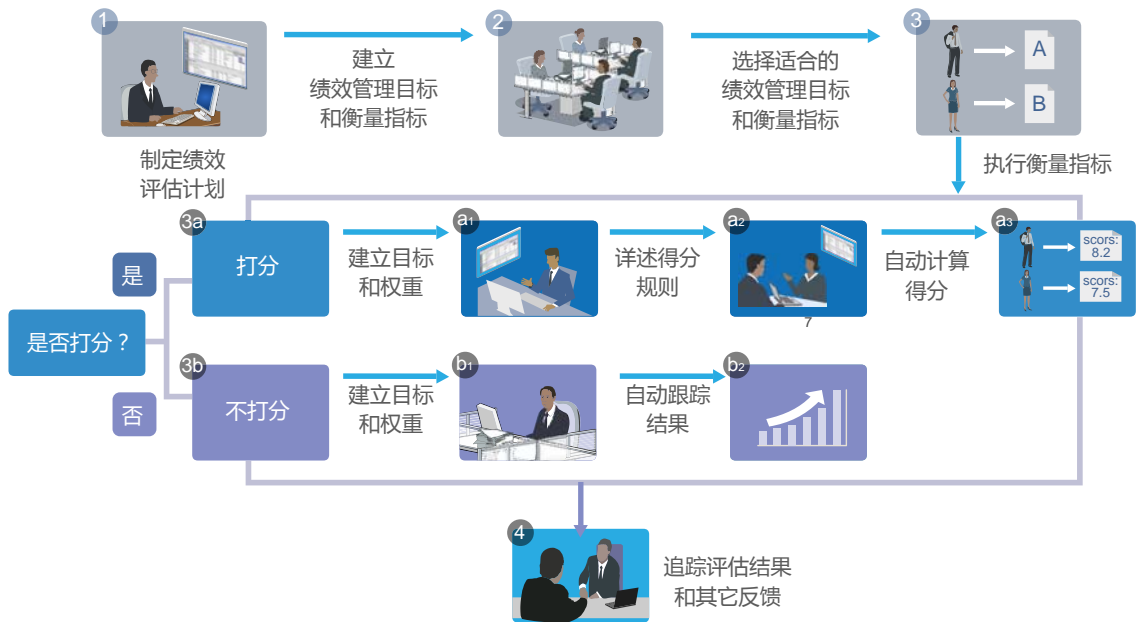 1
2
3
建立
绩效管理目标
和衡量指标
选择适合的
绩效管理目标
和衡量指标
A
B
制定绩效
评估计划
执行衡量指标
3a
a1
a2
a3
是
打分
建立目标
和权重
详述得分
规则
自动计算
得分
scors:
8.2
scors:
7.5
7
是否打分？
3b
b1
b2
否
不打分
建立目标
和权重
自动跟踪
结果
4
追踪评估结果
和其它反馈